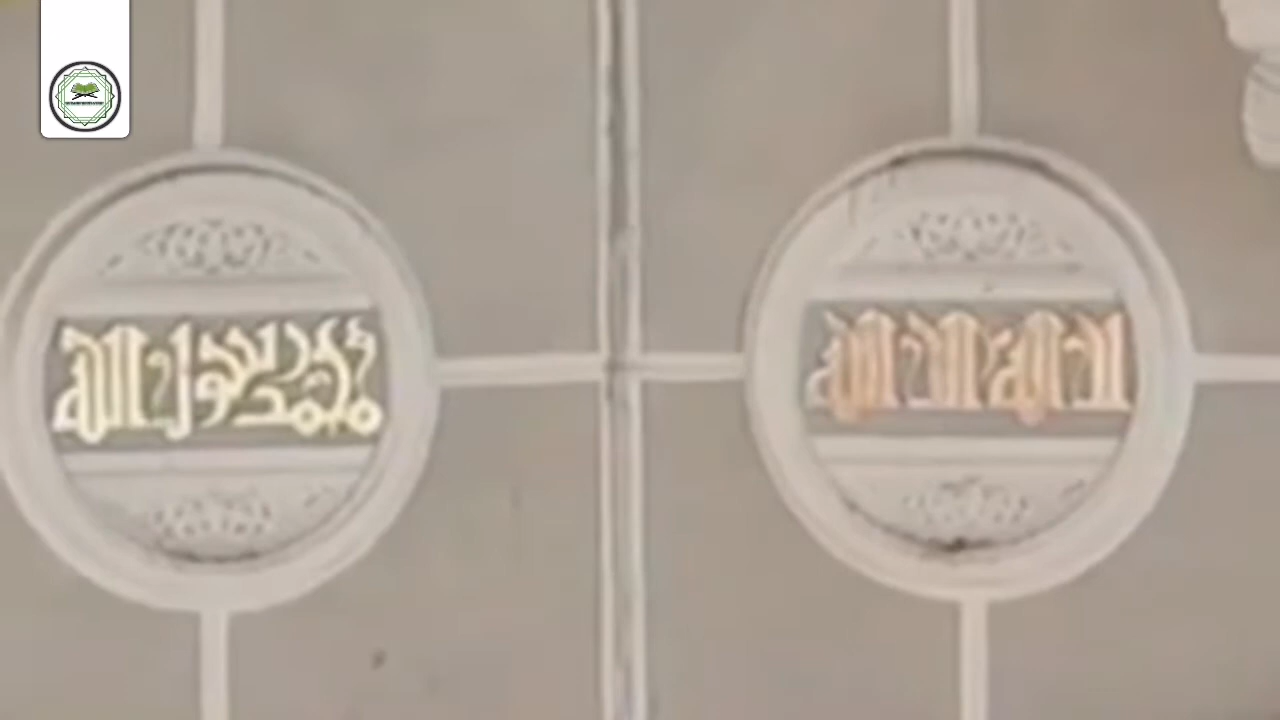 لا اله الا الله
محمد رسول الله